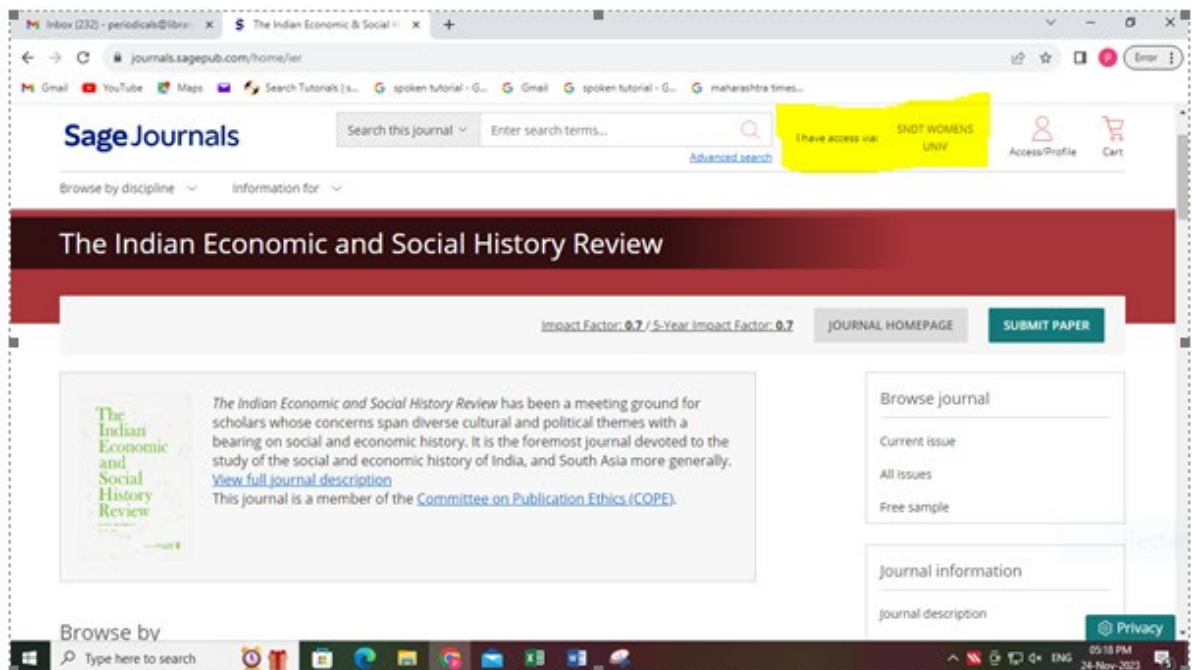 Inbox (232) - periodicals@libra
The Indian Economic & Social H
journals.sagepub.com/home/ier
Error
Gmail YouTube Maps Search Tutorials | s... spoken tutorial - G... Gmail spoken tutorial - G... maharashtra times...
Sage Journals
Search this journal Enter search terms...
Advanced search
I have access via: SNDT WOMENS
UNIV
Access/Profile Cart
Browse by discipline Information for
The Indian Economic and Social History Review
Impact Factor: 0.7 / 5-Year Impact Factor: 0.7 JOURNAL HOMEPAGE SUBMIT PAPER
The
Indian
Economic
and
Social
History
Review
The Indian Economic and Social History Review has been a meeting ground for
scholars whose concerns span diverse cultural and political themes with a
bearing on social and economic history. It is the foremost journal devoted to the
study of the social and economic history of India, and South Asia more generally.
View full journal description
This journal is a member of the Committee on Publication Ethics (COPE).
Browse journal
Current issue
All issues
Free sample
Journal information
Journal description
Browse by
Privacy
Type here to search
ENG
05:18 PM
24-Nov-2023